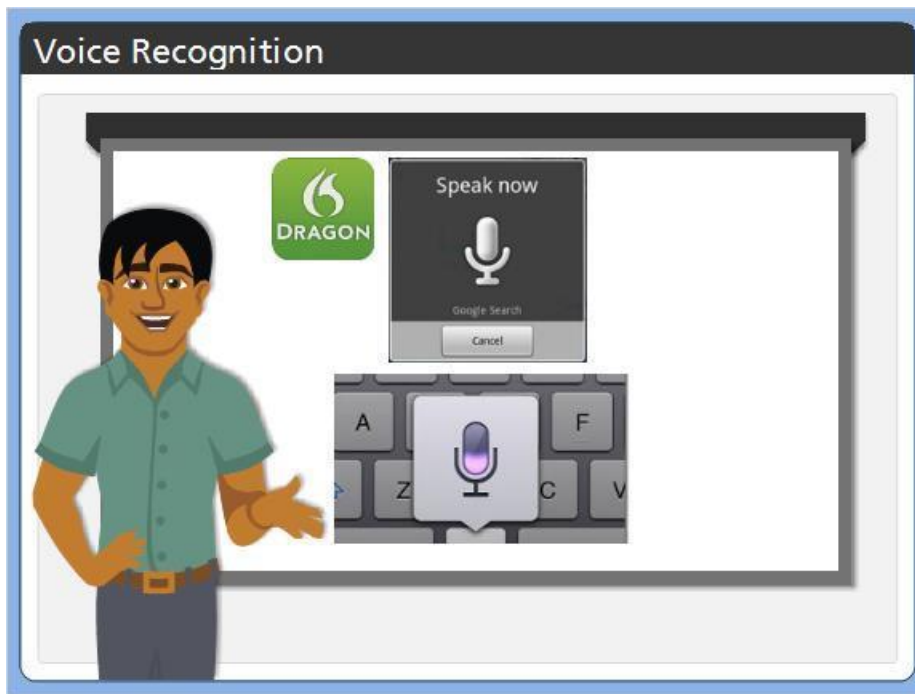 Voice Recognition
DRAGON
Speak now
Google Search
Cancel
A
F
Z
C
V